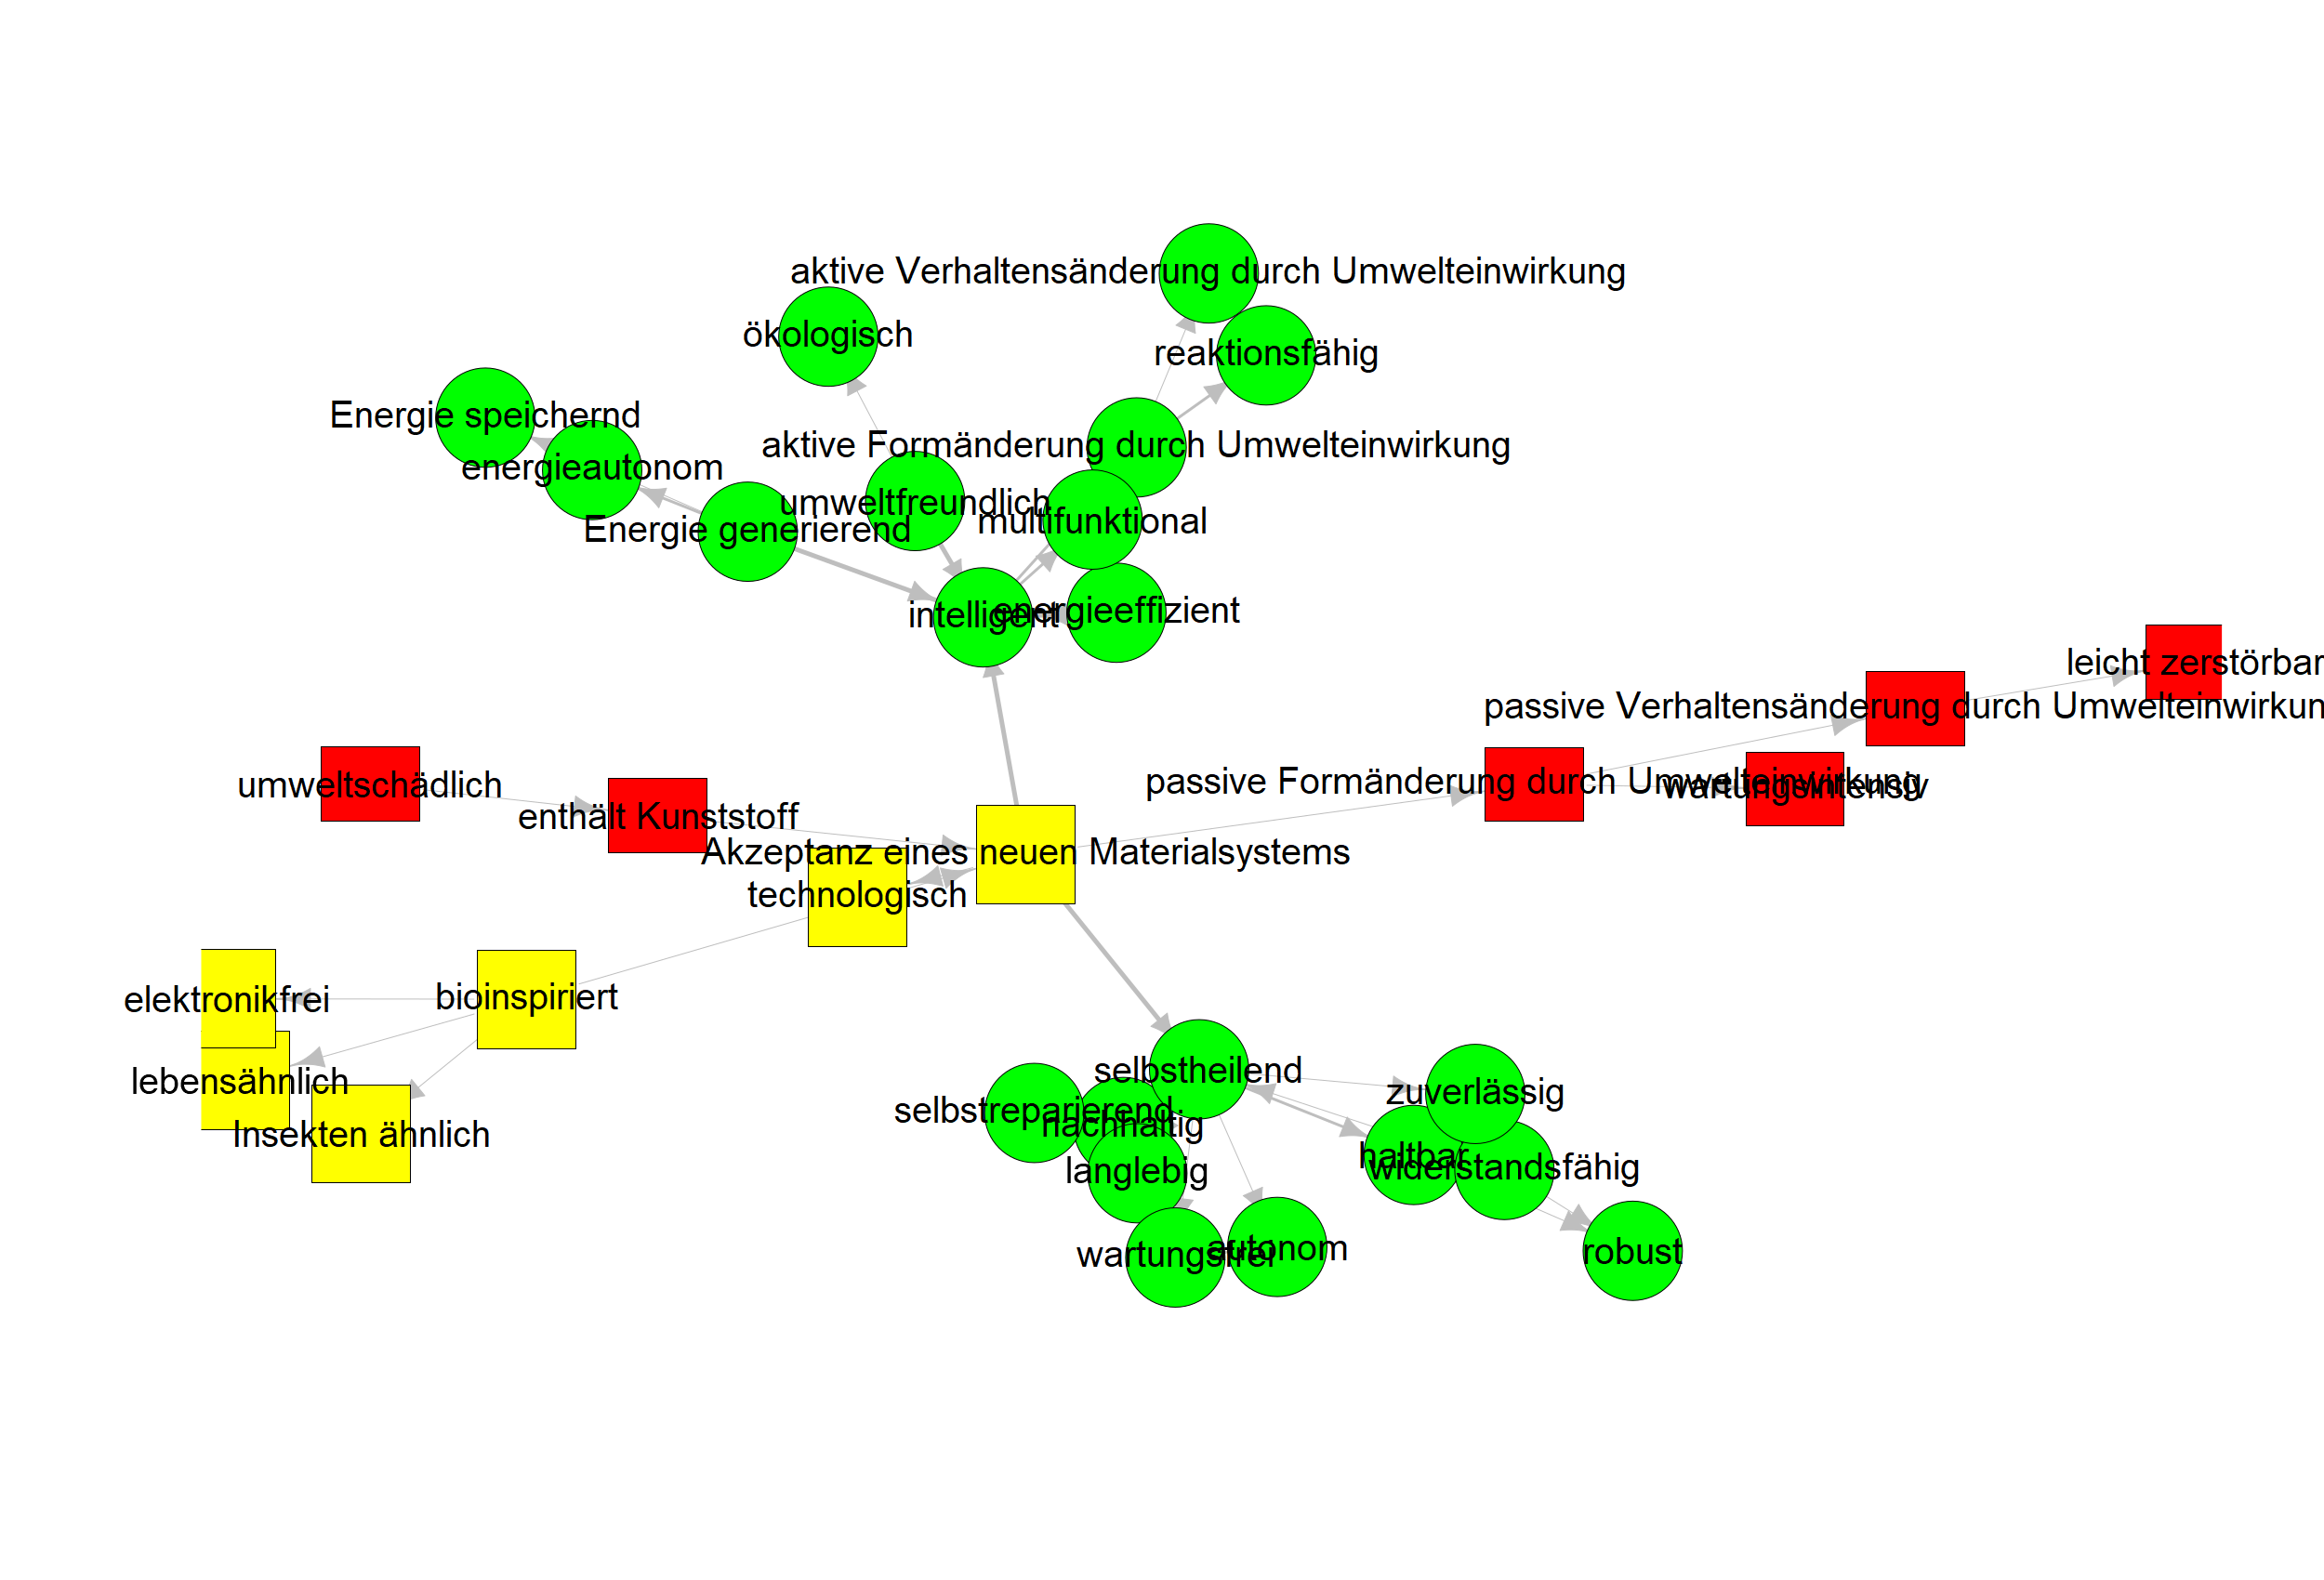 aktive Verhaltensänderung durch Umwelteinwirkung
ökologisch
reaktionsfähig
Energie speichernd
aktive Formänderung durch Umwelteinwirkung
energieautonom
umweltfreundlich
multifunktional
Energie generierend
intelligent
energieeffizient
leicht zerstörbar
passive Verhaltensänderung durch Umwelteinwirkun
umweltschädlich
passive Formänderung durch Umwelteinwirkung
wartungsintensiv
enthält Kunststoff
Akzeptanz eines neuen Materialsystems
technologisch
elektronikfrei
bioinspiriert
selbstheilend
lebensähnlich
zuverlässig
selbstreparierend
nachhaltig
Insekten ähnlich
haltbar
widerstandsfähig
langlebig
wartungsfrei
autonom
robust